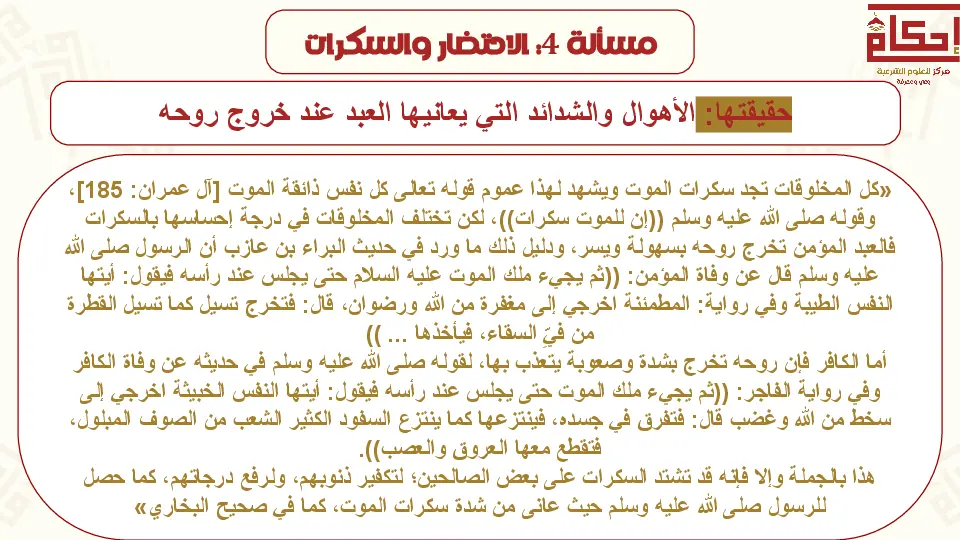 مسألة 4: الاحتضار والسكرات
إحكام
مركز للعلوم الشرعية
وعي ومعرفة
حقيقتها: الأهوال والشدائد التي يعانيها العبد عند خروج روحه
«كل المخلوقات تجد سكرات الموت ويشهد لهذا عموم قوله تعالى كل نفس ذائقة الموت [آل عمران: 185]،
وقوله صلى الله عليه وسلم ((إن للموت سكرات))، لكن تختلف المخلوقات في درجة إحساسها بالسكرات
فالعبد المؤمن تخرج روحه بسهولة ويسر، ودليل ذلك ما ورد في حديث البراء بن عازب أن الرسول صلى الله
عليه وسلم قال عن وفاة المؤمن: ((ثم يجيء ملك الموت عليه السلام حتى يجلس عند رأسه فيقول: أيتها
النفس الطيبة وفي رواية: المطمئنة اخرجي إلى مغفرة من الله ورضوان، قال: فتخرج تسيل كما تسيل القطرة
من فيِّ السقاء، فيأخذها ... ))
أما الكافر فإن روحه تخرج بشدة وصعوبة يتعذب بها، لقوله صلى الله عليه وسلم في حديثه عن وفاة الكافر
وفي رواية الفاجر: ((ثم يجيء ملك الموت حتى يجلس عند رأسه فيقول: أيتها النفس الخبيثة اخرجي إلى
سخط من الله وغضب قال: فتفرق في جسده، فينتزعها كما ينتزع السفود الكثير الشعب من الصوف المبلول،
فتقطع معها العروق والعصب)).
هذا بالجملة وإلا فإنه قد تشتد السكرات على بعض الصالحين؛ لتكفير ذنوبهم، ولرفع درجاتهم، كما حصل
للرسول صلى الله عليه وسلم حيث عانى من شدة سكرات الموت، كما في صحيح البخاري»